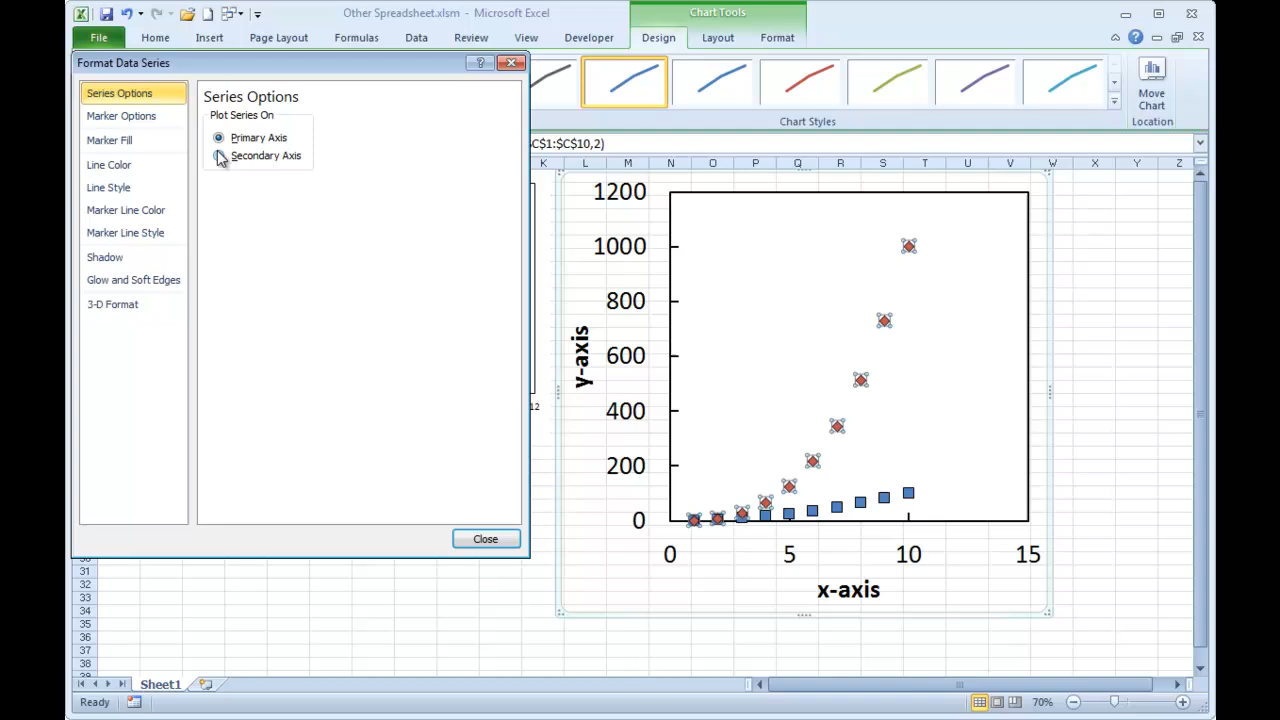 Other Spreadsheet.xlsm - Microsoft Excel
Chart Tools
File Home Insert Page Layout Formulas Data Review View Developer Design Layout Format
Format Data Series
Series Options
Marker Options
Marker Fill
Line Color
Line Style
Marker Line Color
Marker Line Style
Shadow
Glow and Soft Edges
3-D Format
Series Options
Plot Series On
Primary Axis
Secondary Axis
Close
Move
Chart
Chart Styles
Location
C$1:$C$10,2)
K L M N O P Q R S T U V W X Y Z
1200
1000
800
600
400
200
0
y-axis
0 5 10 15
x-axis
12
31
32
33
34
35
36
37
38
Sheet1
Ready
70%